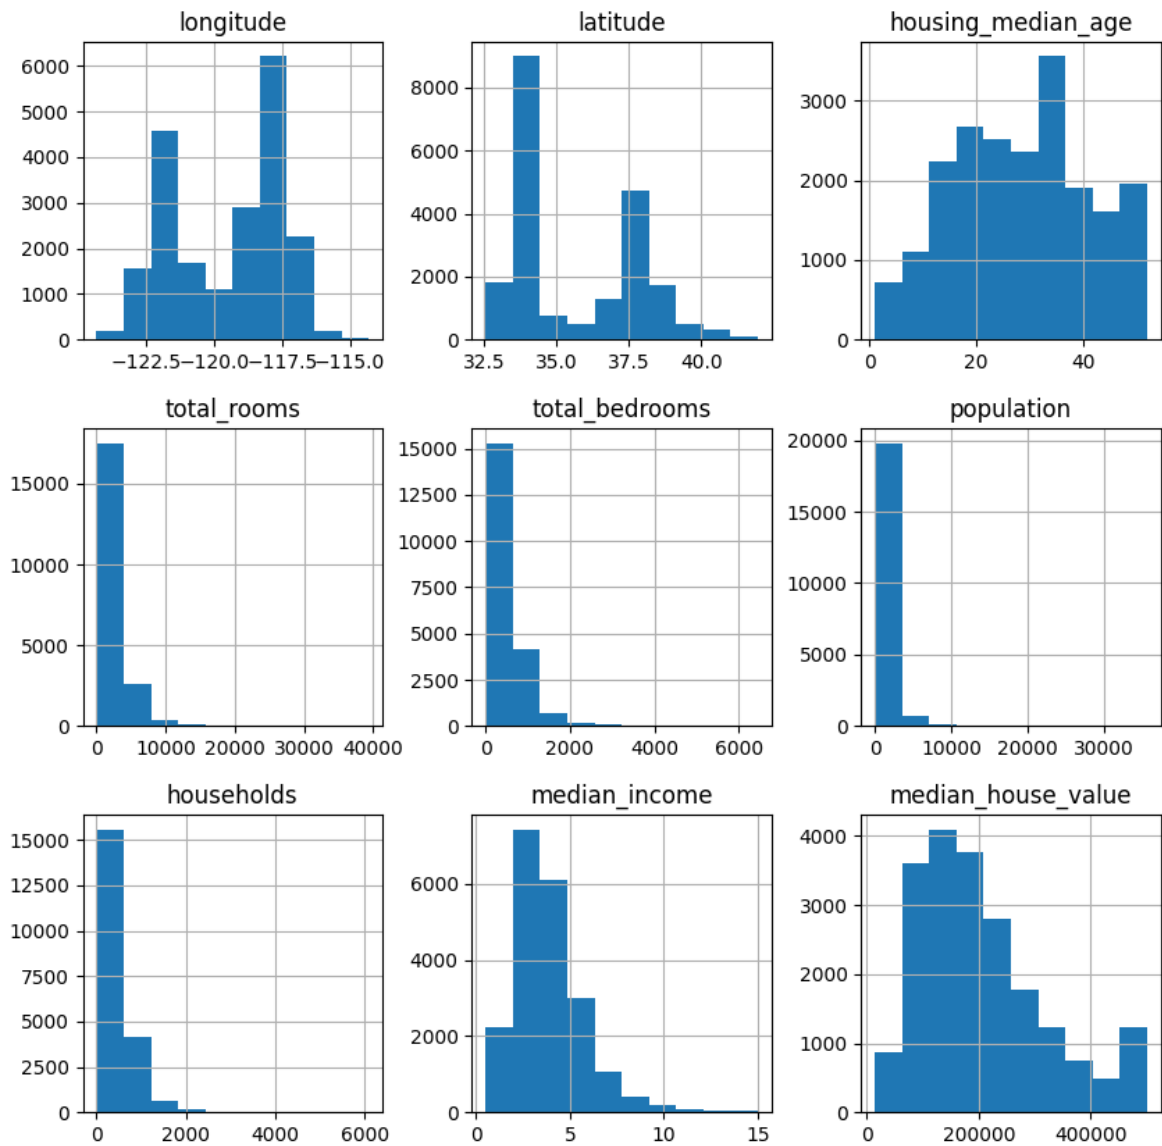 longitude
latitude
housing_median_age
6000
5000
4000
3000
2000
1000
0
−122.5−120.0−117.5−115.0
8000
6000
4000
2000
0
32.5 35.0 37.5 40.0
3000
2000
1000
0
0 20 40
total_rooms
total_bedrooms
population
15000
10000
5000
0
0 10000 20000 30000 40000
15000
12500
10000
7500
5000
2500
0
0 2000 4000 6000
20000
15000
10000
5000
0
0 10000 20000 30000
households
median_income
median_house_value
15000
12500
10000
7500
5000
2500
0
0 2000 4000 6000
6000
4000
2000
0
0 5 10 15
4000
3000
2000
1000
0
0 200000 400000